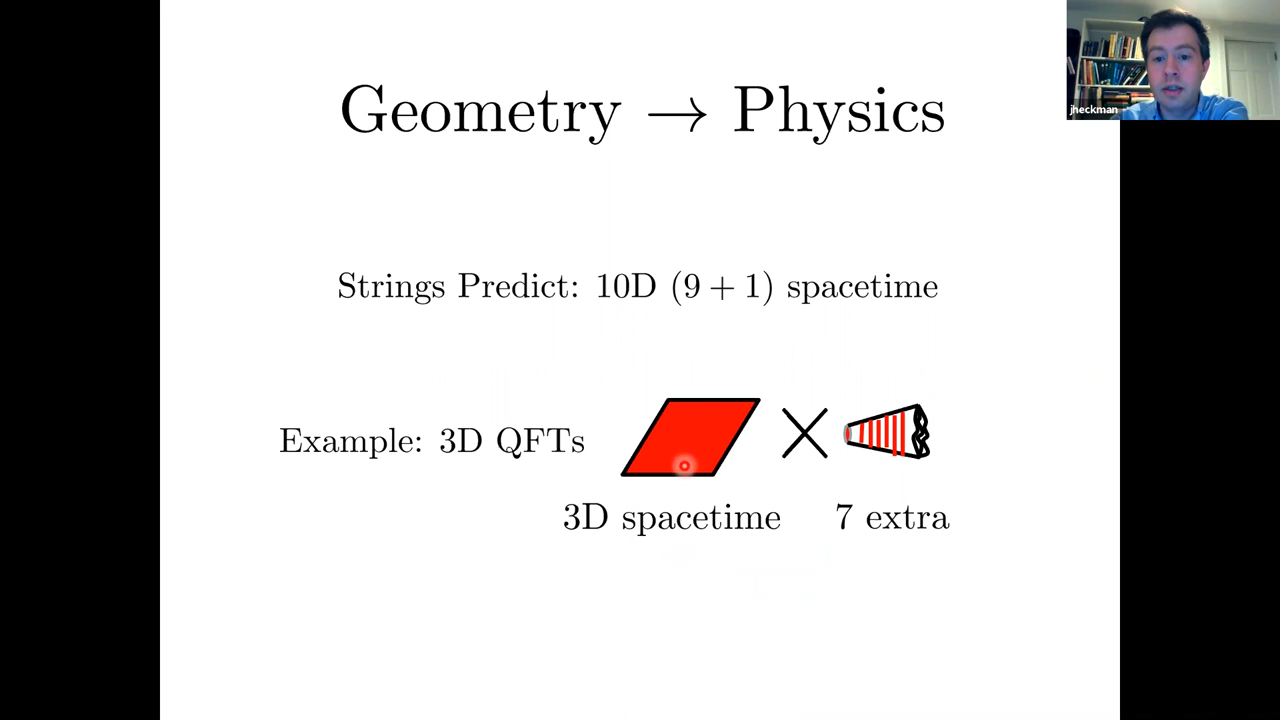 Geometry → Physics
jheckman
Strings Predict: 10D (9 + 1) spacetime
Example: 3D QFTs
3D spacetime 7 extra